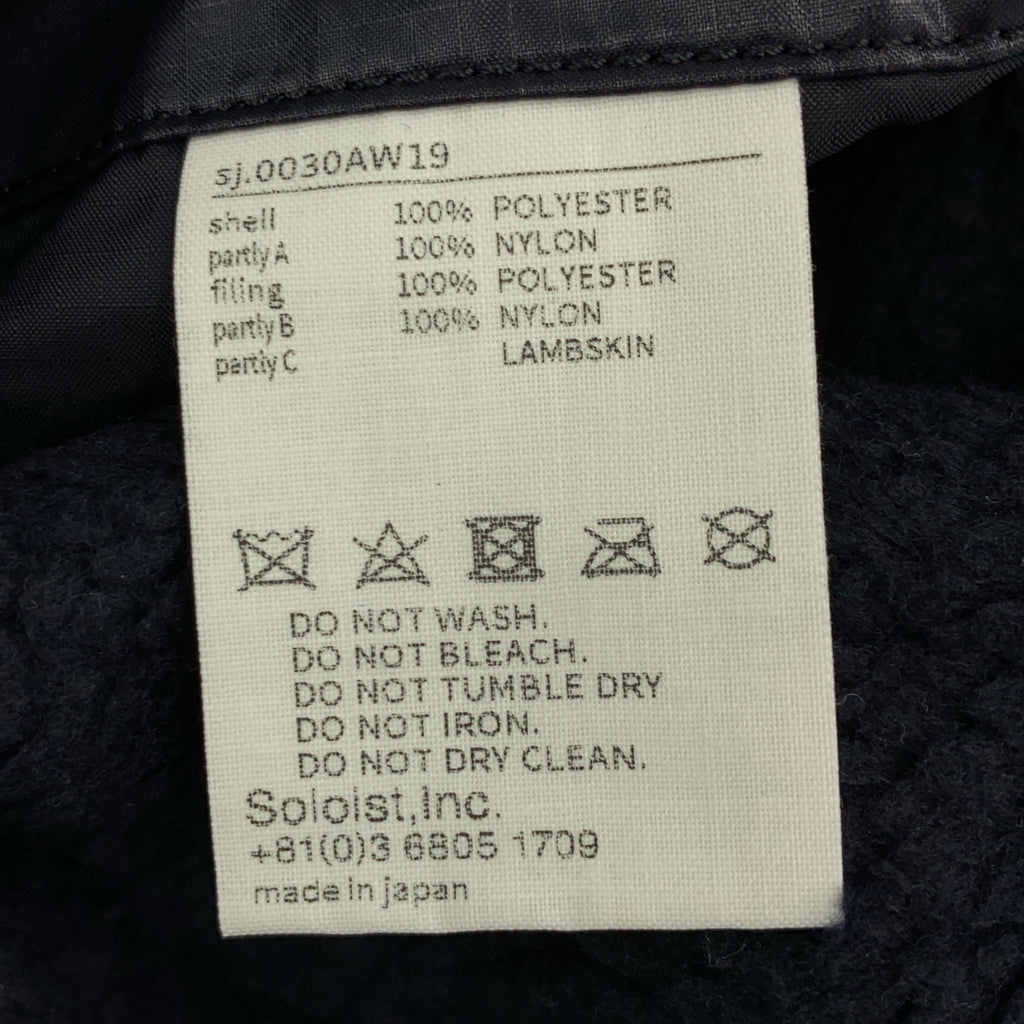 sj.0030AW19
shell 100% POLYESTER
partly A 100% NYLON
filing 100% POLYESTER
partly B 100% NYLON
partly C LAMBSKIN
DO NOT WASH.
DO NOT BLEACH.
DO NOT TUMBLE DRY
DO NOT IRON.
DO NOT DRY CLEAN.
Soloist,Inc.
+81(0)3 6805 1709
made in japan